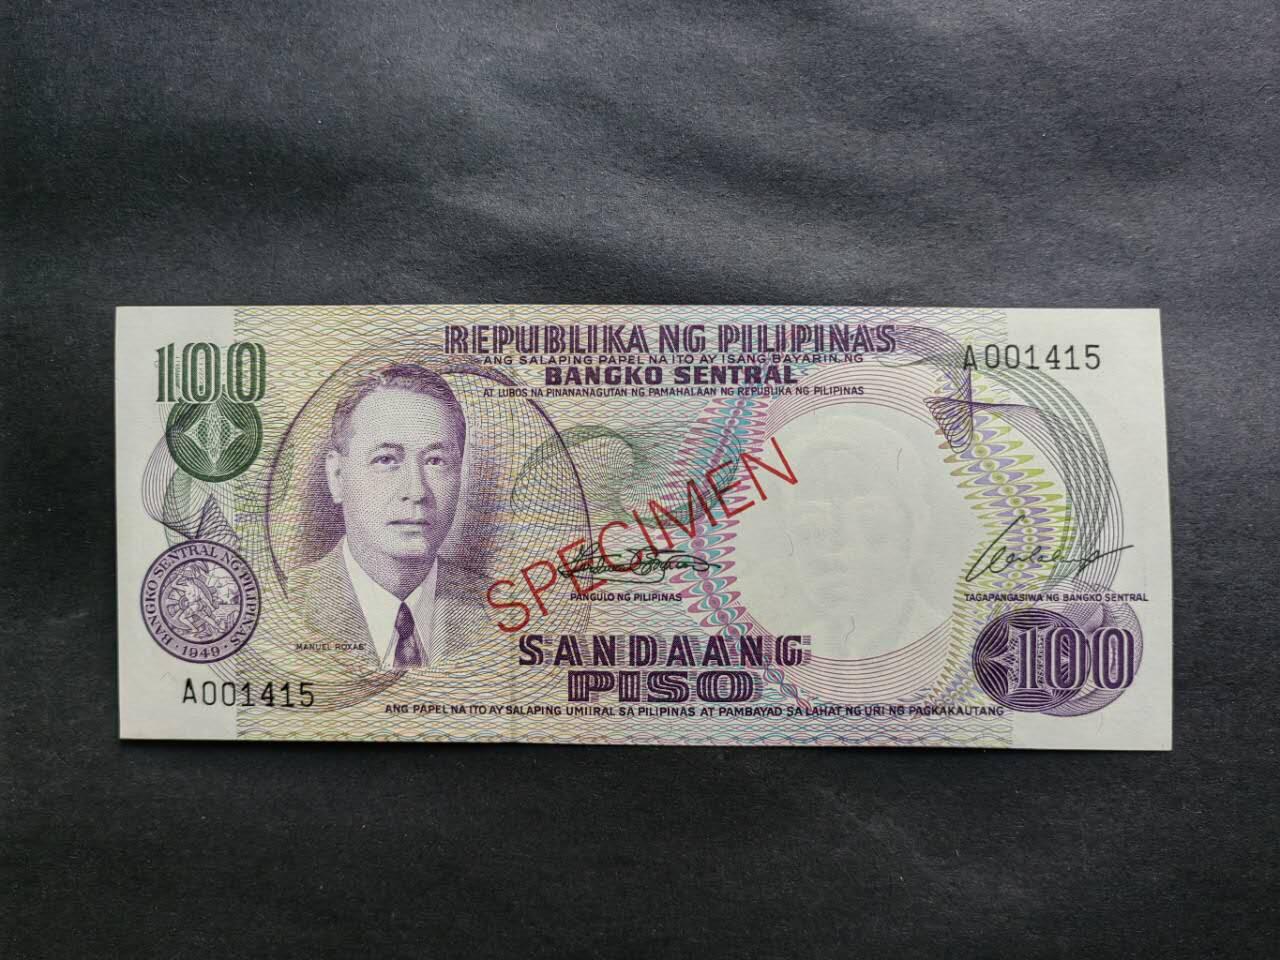 REPUBLIKA NG PILIPINAS
ANG SALAPING PAPEL NA ITO AY ISANG BAYARIN NG
BANGKO SENTRAL
AT LUBOS NA PINANANAGUTAN NG PAMAHALAAN NG REPUBLIKA NG PILIPINAS
100
A001415
SPECIMEN
BANGKO SENTRAL NG PILIPINAS
1949
MANUEL ROXAS
PANGULO NG PILIPINAS
TAGAPANGASIWA NG BANGKO SENTRAL
SANDAANG
PISO
100
A001415
ANG PAPEL NA ITO AY SALAPING UMIIRAL SA PILIPINAS AT PAMBAYAD SA LAHAT NG URI NG PAGKAKAUTANG